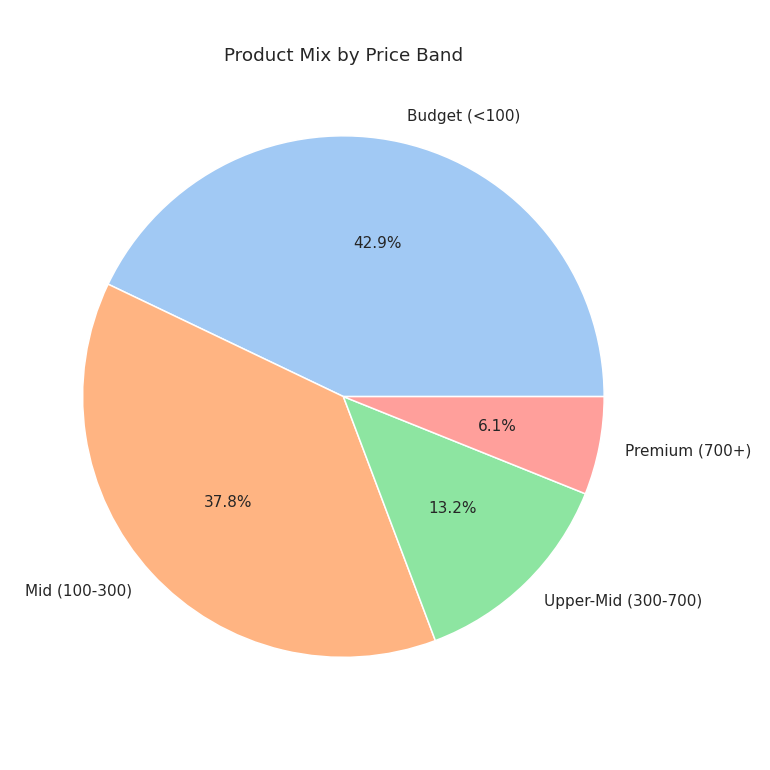 Product Mix by Price Band
Budget (<100)
42.9%
6.1%
Premium (700+)
37.8%
13.2%
Mid (100-300)
Upper-Mid (300-700)